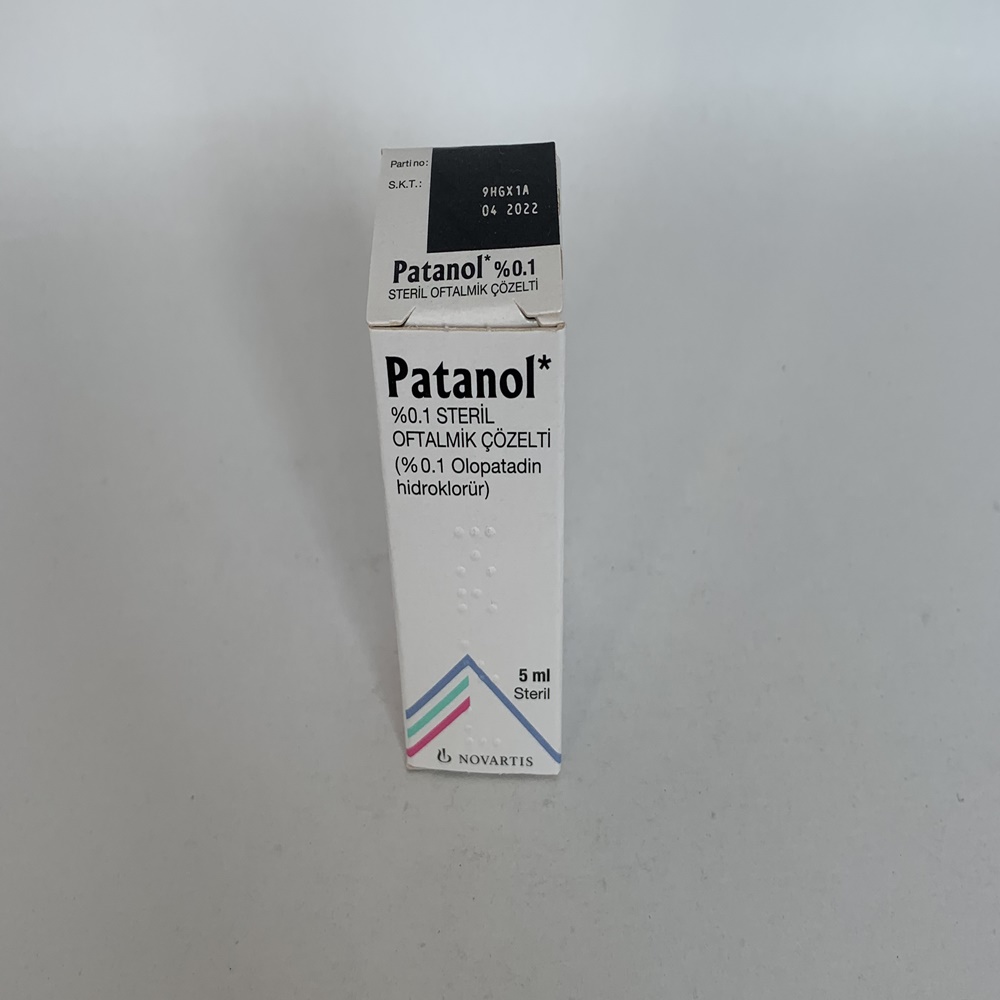 Parti no:
S.K.T.:
9HGX1A
04 2022
Patanol* %0.1
STERİL OFTALMİK ÇÖZELTİ
Patanol*
%0.1 STERİL
OFTALMİK ÇÖZELTİ
(%0.1 Olopatadin
hidroklorür)
5 ml
Steril
NOVARTIS